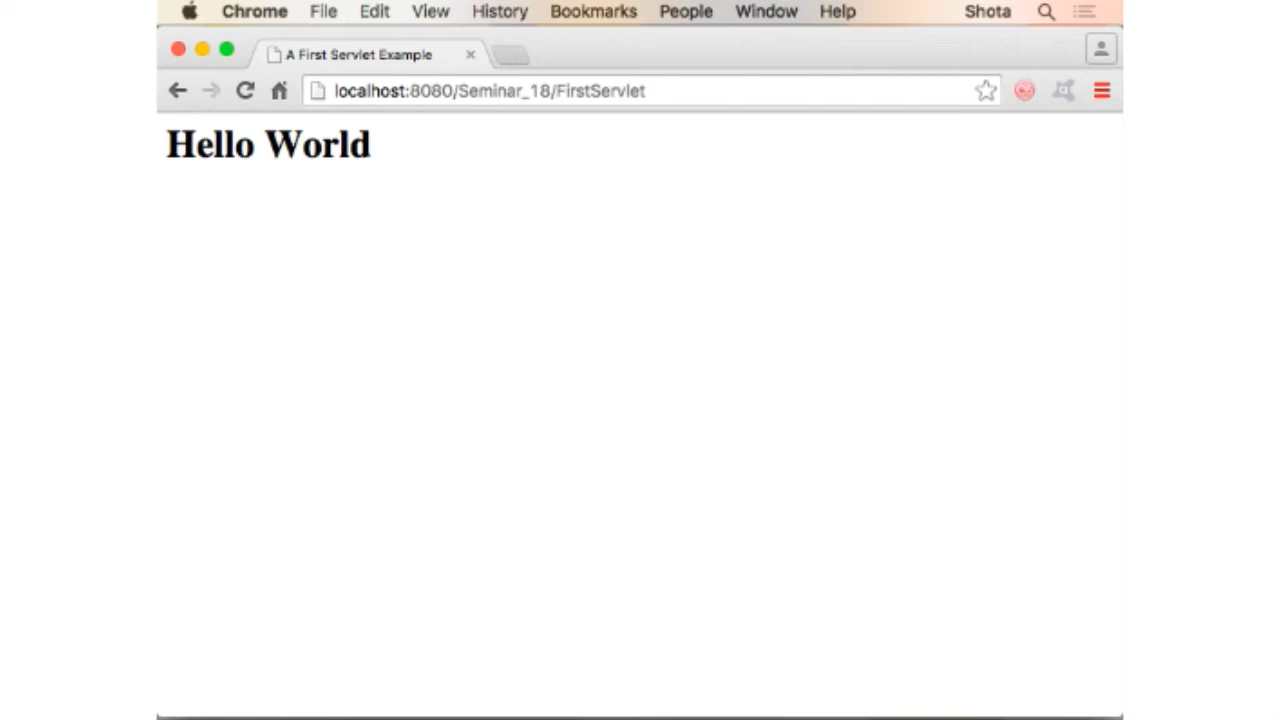 Chrome File Edit View History Bookmarks People Window Help Shota
A First Servlet Example
localhost:8080/Seminar_18/FirstServlet
Hello World